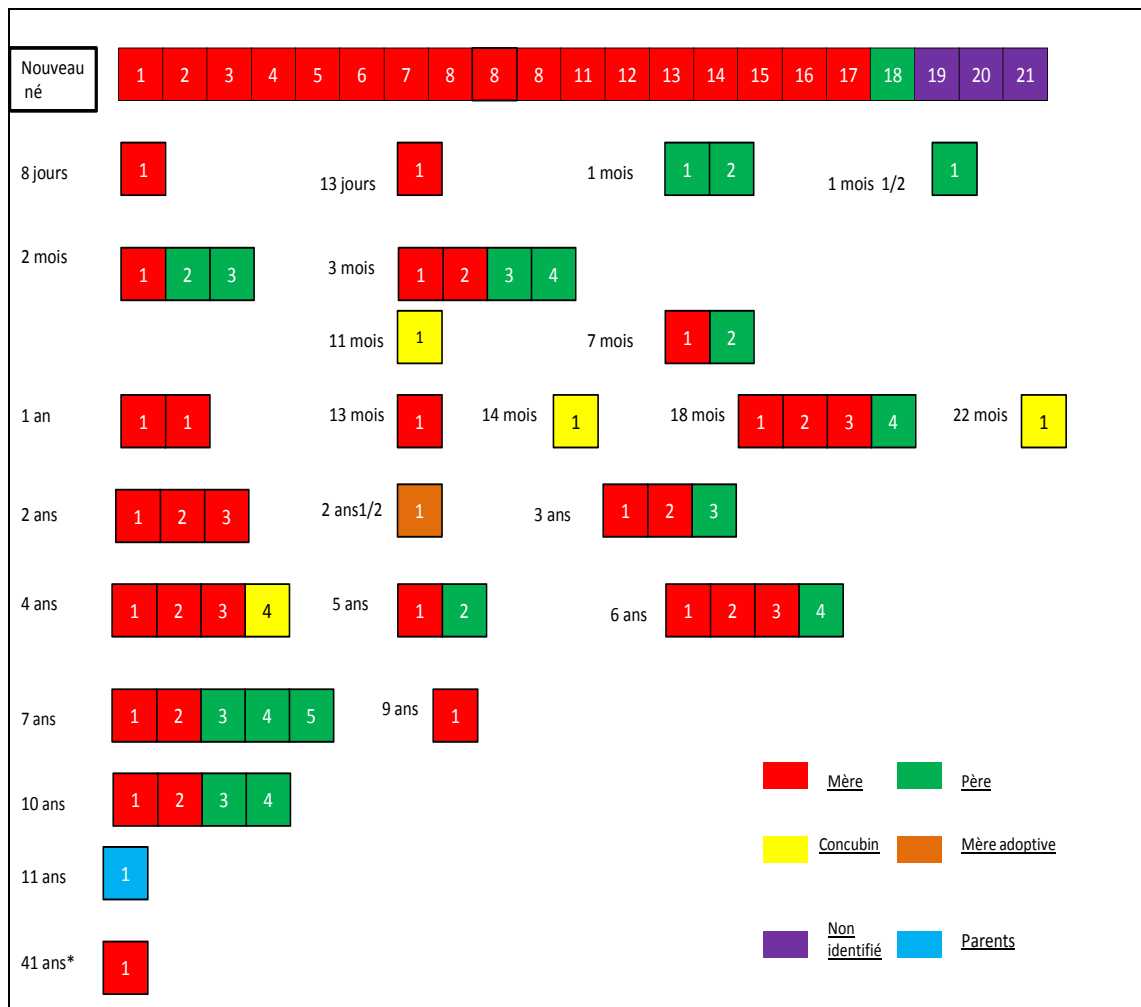 Nouveau
né
1 2 3 4 5 6 7 8 8 8 11 12 13 14 15 16 17 18 19 20 21
8 jours 1 13 jours 1 1 mois 1 2 1 mois 1/2 1
2 mois 1 2 3 3 mois 1 2 3 4
11 mois 1 7 mois 1 2
1 an 1 1 13 mois 1 14 mois 1 18 mois 1 2 3 4 22 mois 1
2 ans 1 2 3 2 ans1/2 1 3 ans 1 2 3
4 ans 1 2 3 4 5 ans 1 2 6 ans 1 2 3 4
7 ans 1 2 3 4 5 9 ans 1
10 ans 1 2 3 4
11 ans 1
41 ans* 1
Mère Père
Concubin Mère adoptive
Non
identifié
Parents